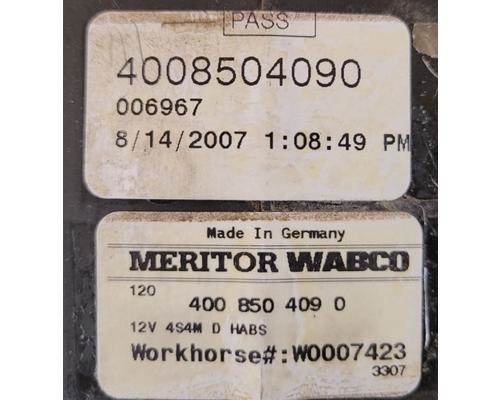 PASS
4008504090
006967
8/14/2007 1:08:49 PM
Made In Germany
MERITOR WABCO
120
400 850 409 0
12V 4S4M D HABS
Workhorse#:W0007423
3307